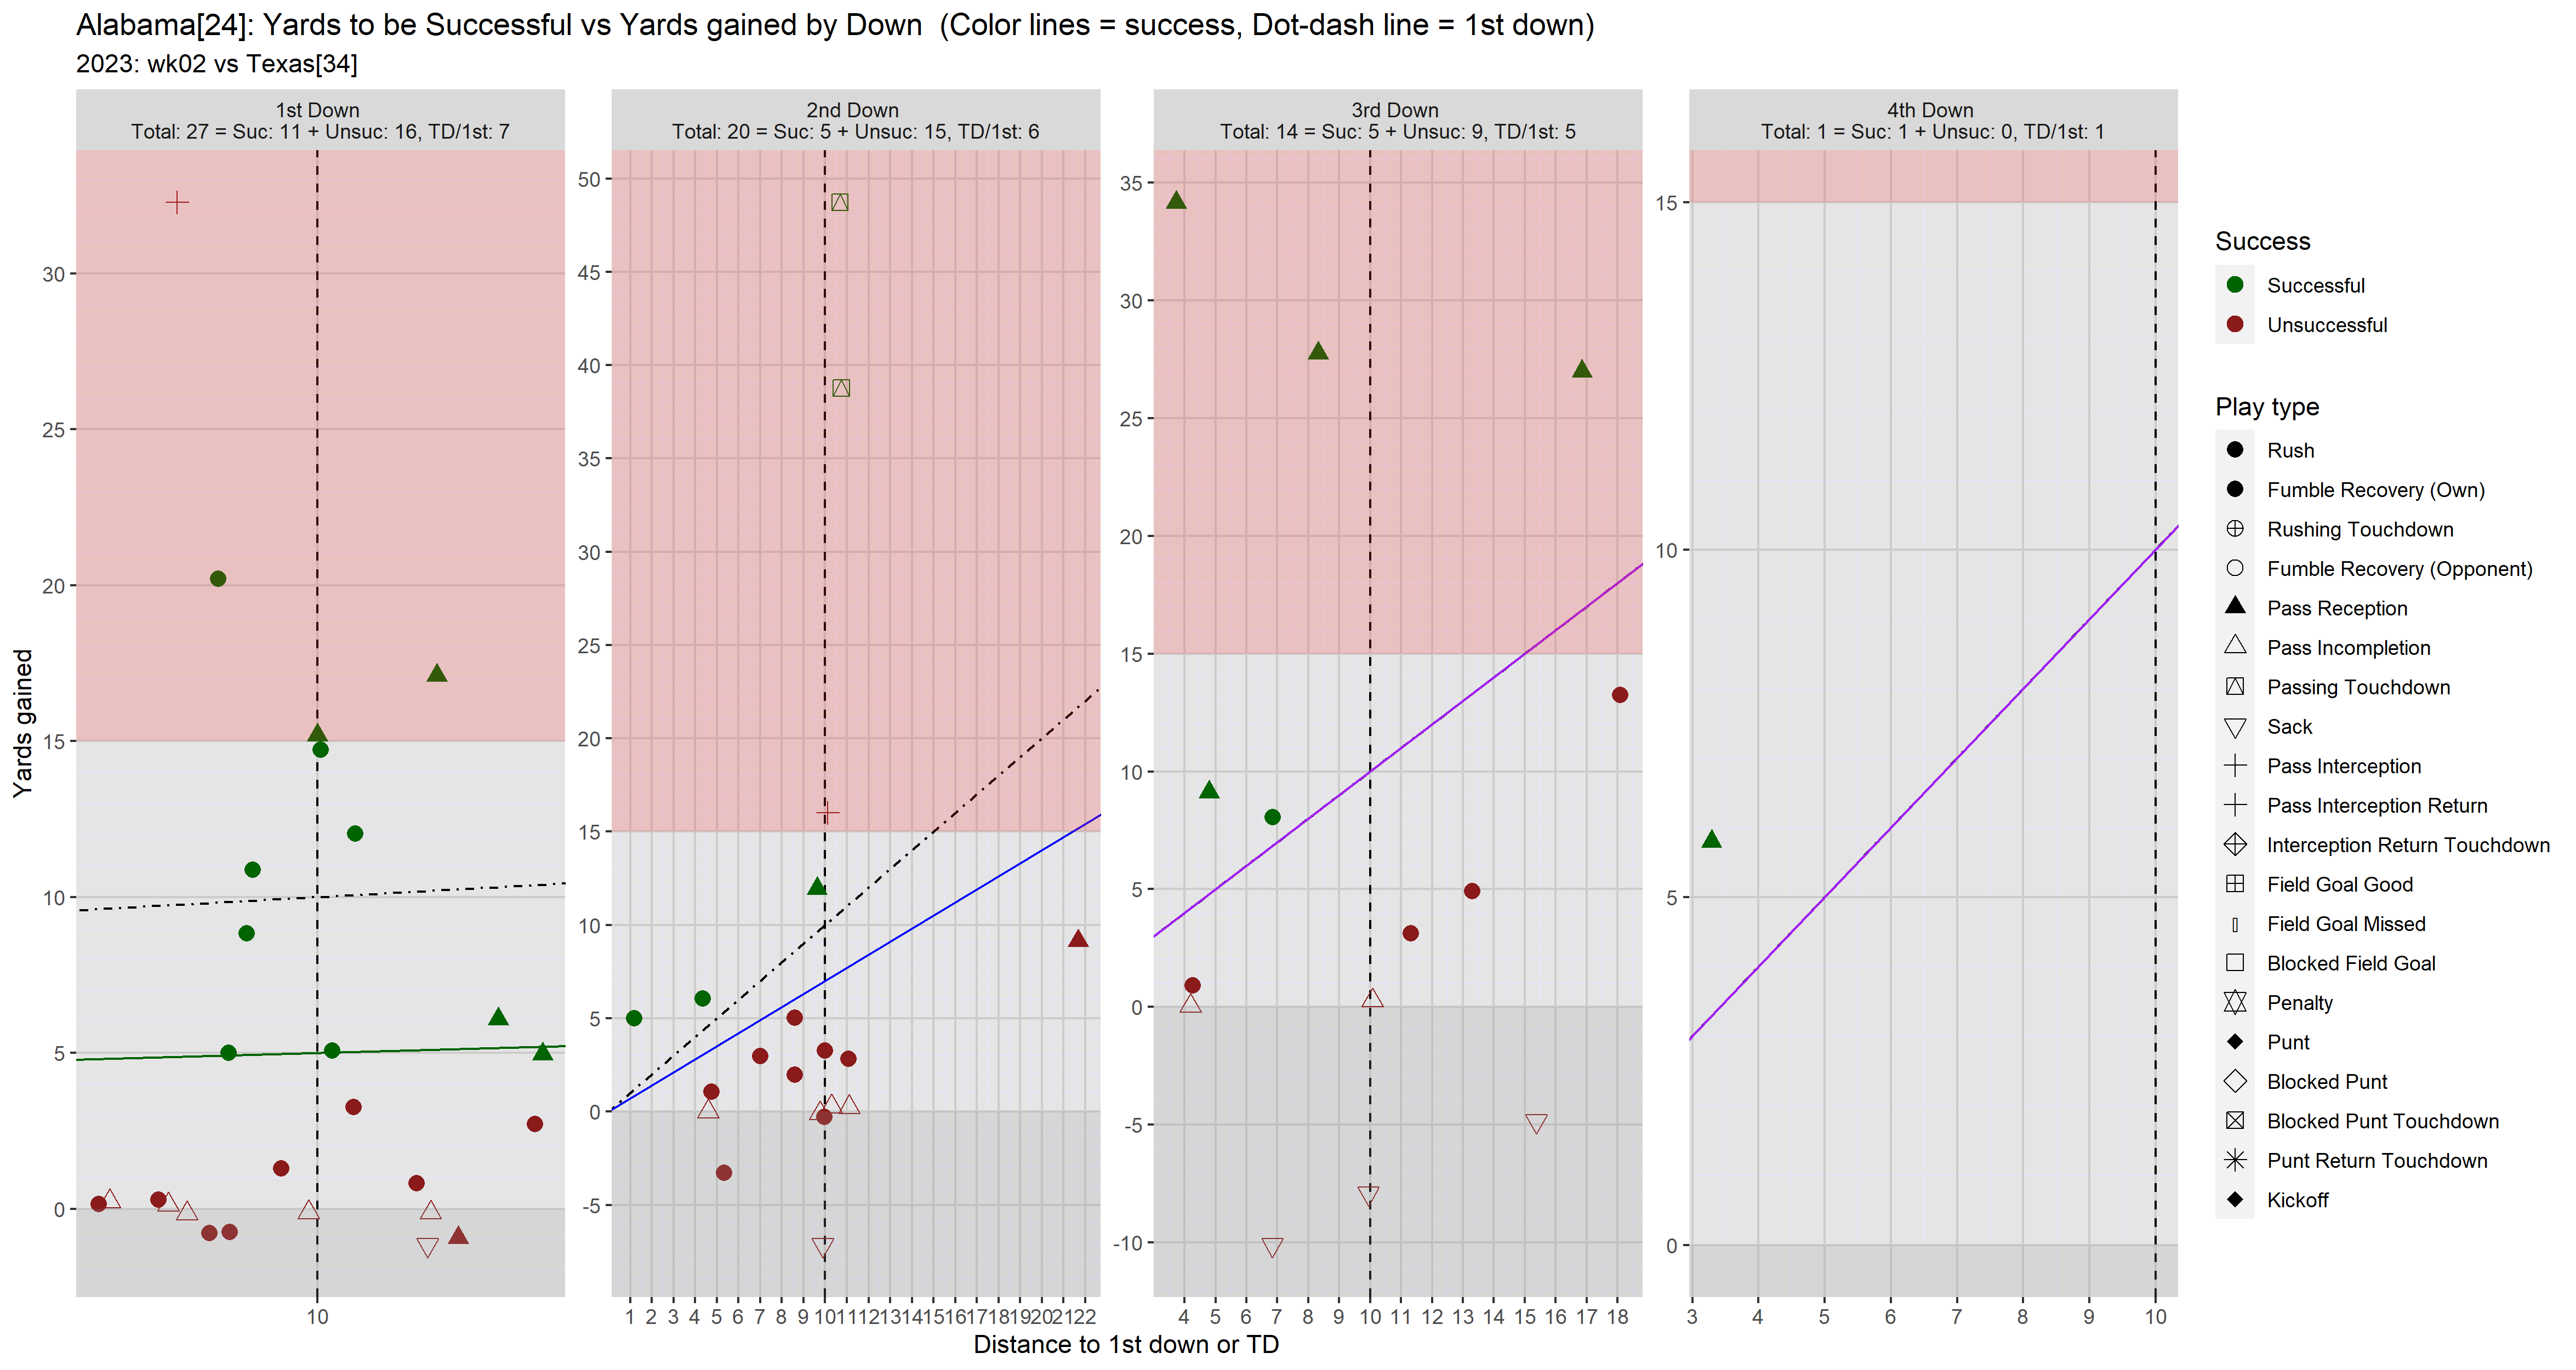 Alabama[24]: Yards to be Successful vs Yards gained by Down  (Color lines = success, Dot-dash line = 1st down)
2023: wk02 vs Texas[34]
1st Down
Total: 27 = Suc: 11 + Unsuc: 16, TD/1st: 7
2nd Down
Total: 20 = Suc: 5 + Unsuc: 15, TD/1st: 6
3rd Down
Total: 14 = Suc: 5 + Unsuc: 9, TD/1st: 5
4th Down
Total: 1 = Suc: 1 + Unsuc: 0, TD/1st: 1
Yards gained
30
25
20
15
10
5
0
10
50
45
40
35
30
25
20
15
10
5
0
-5
1 2 3 4 5 6 7 8 9 10 11 12 13 14 15 16 17 18 19 20 21 22
35
30
25
20
15
10
5
0
-5
-10
4 5 6 7 8 9 10 11 12 13 14 15 16 17 18
15
10
5
0
3 4 5 6 7 8 9 10
Distance to 1st down or TD
Success
Successful
Unsuccessful
Play type
Rush
Fumble Recovery (Own)
Rushing Touchdown
Fumble Recovery (Opponent)
Pass Reception
Pass Incompletion
Passing Touchdown
Sack
Pass Interception
Pass Interception Return
Interception Return Touchdown
Field Goal Good
Field Goal Missed
Blocked Field Goal
Penalty
Punt
Blocked Punt
Blocked Punt Touchdown
Punt Return Touchdown
Kickoff